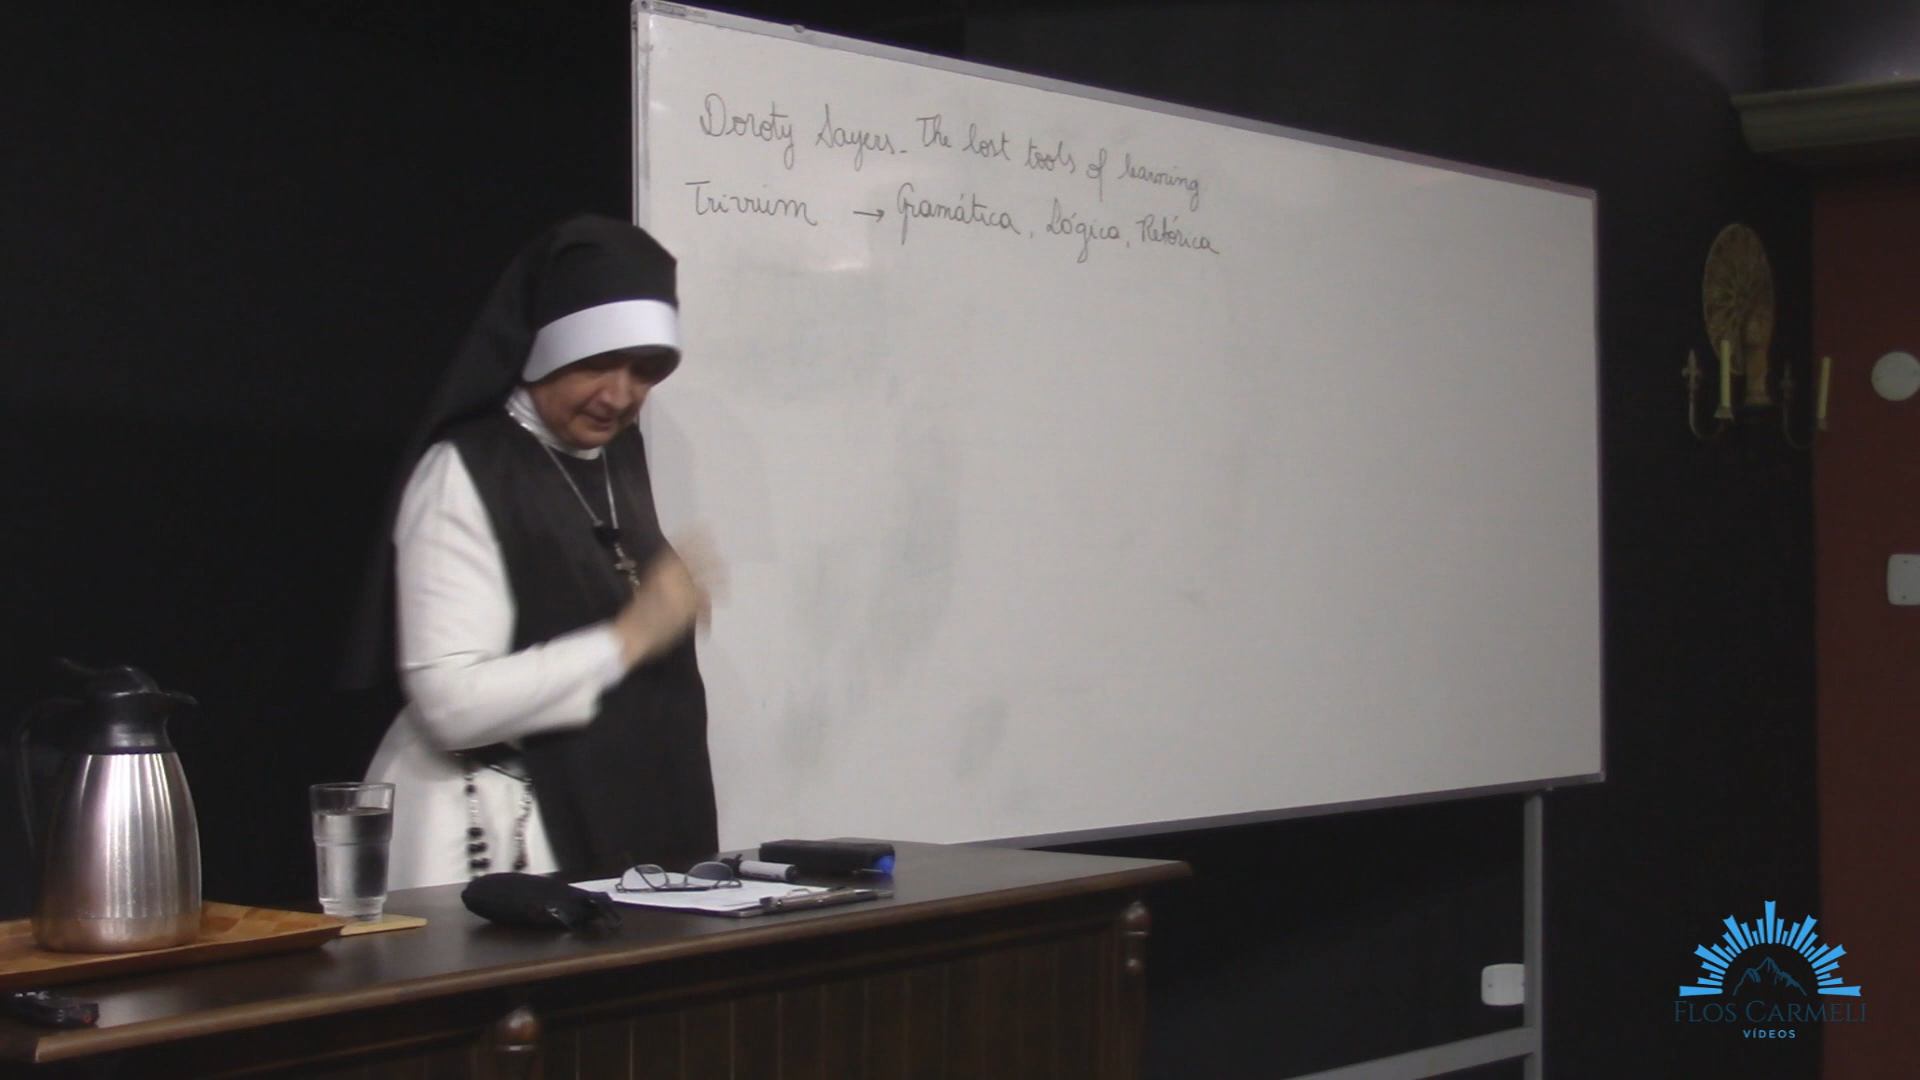 Doroty Sayers - The lost tools of learning
Trivium → Gramática, Lógica, Retórica
FLOS CARMELI
VÍDEOS